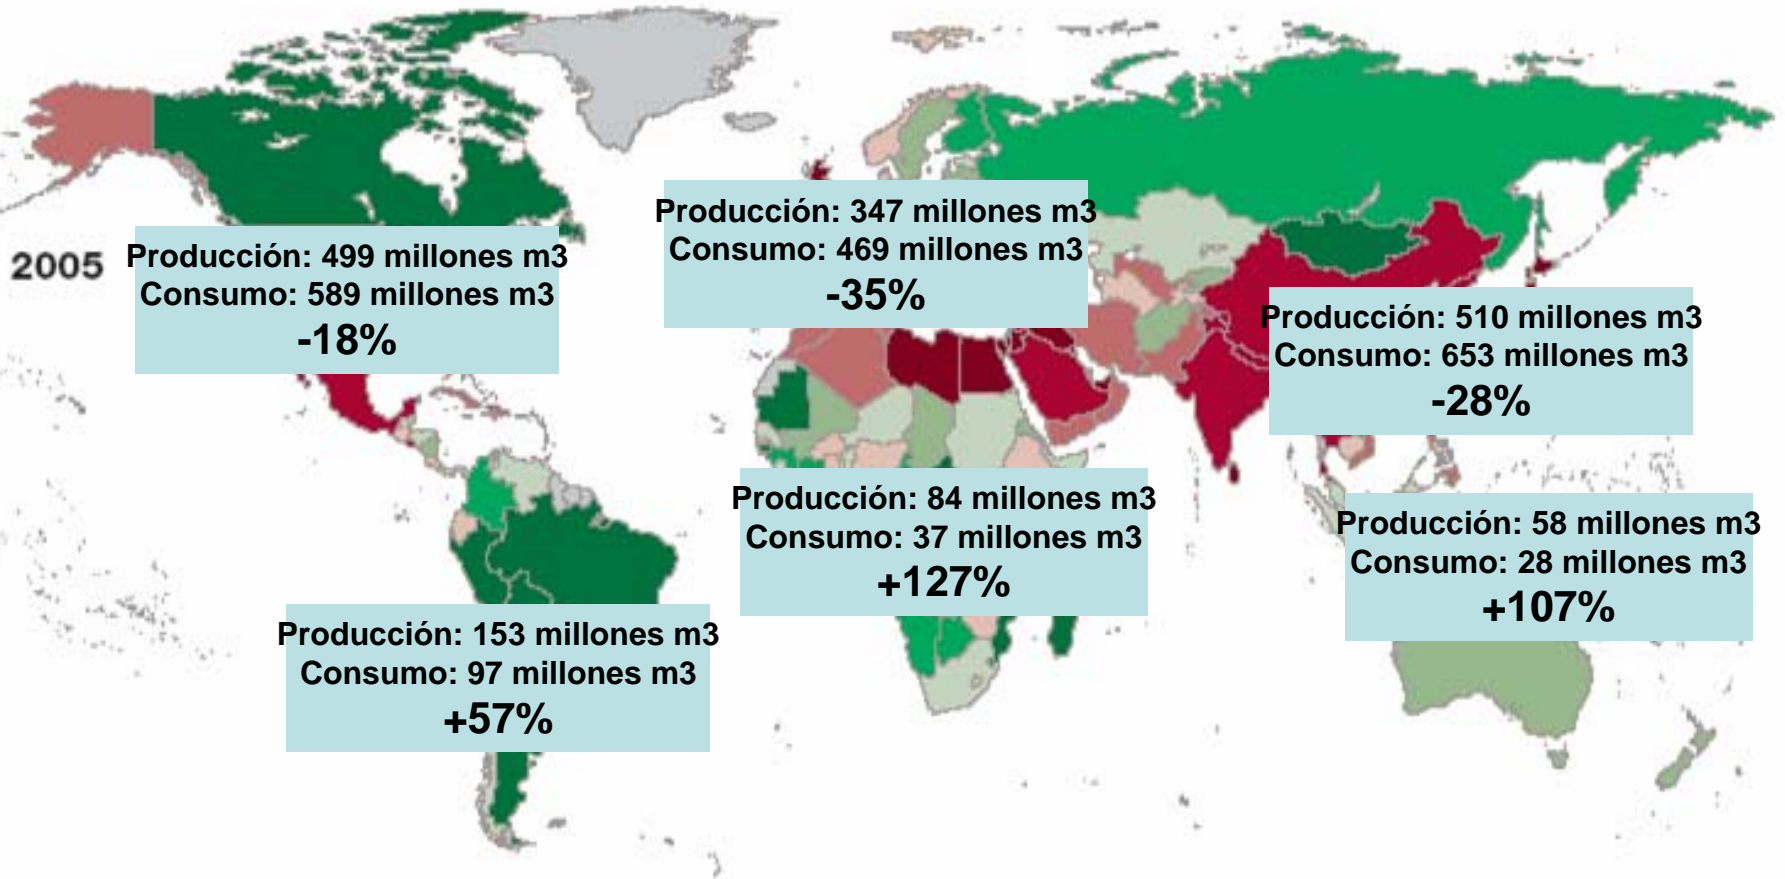 2005
Producción: 499 millones m3
Consumo: 589 millones m3
-18%
Producción: 347 millones m3
Consumo: 469 millones m3
-35%
Producción: 510 millones m3
Consumo: 653 millones m3
-28%
Producción: 84 millones m3
Consumo: 37 millones m3
+127%
Producción: 58 millones m3
Consumo: 28 millones m3
+107%
Producción: 153 millones m3
Consumo: 97 millones m3
+57%